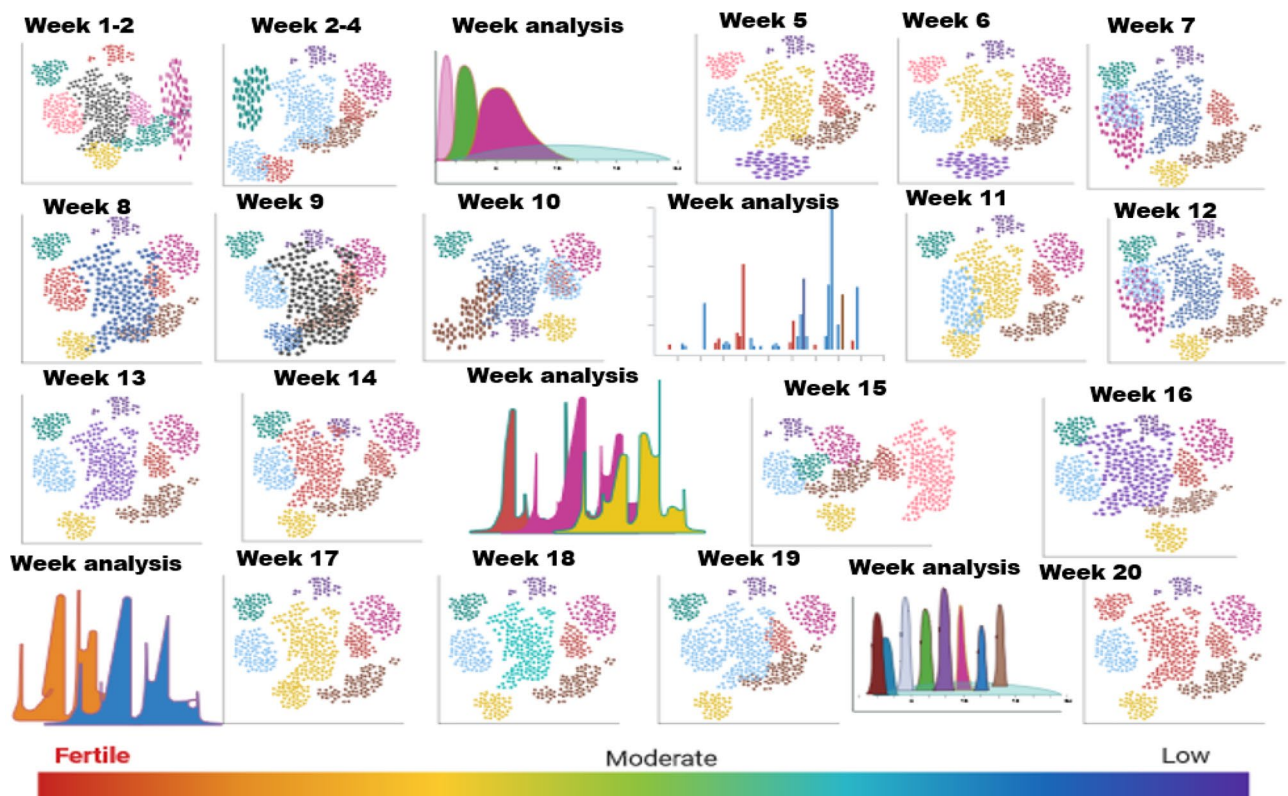 Week 1-2
Week 2-4
Week analysis
Week 5
Week 6
Week 7
Week 8
Week 9
Week 10
Week analysis
Week 11
Week 12
Week 13
Week 14
Week analysis
Week 15
Week 16
Week analysis
Week 17
Week 18
Week 19
Week analysis
Week 20
Fertile
Moderate
Low